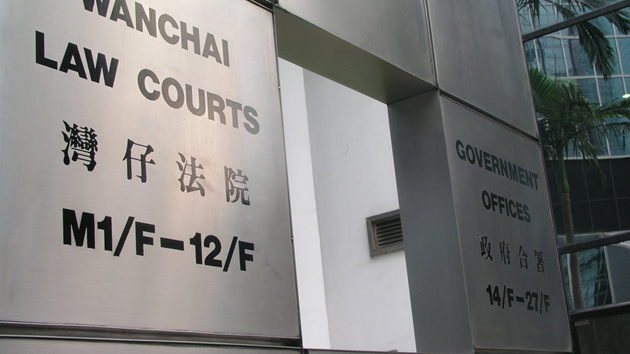 WANCHAI
LAW COURTS
灣仔法院
M1/F－12/F
GOVERNMENT
OFFICES
政府合署
14/F－27/F